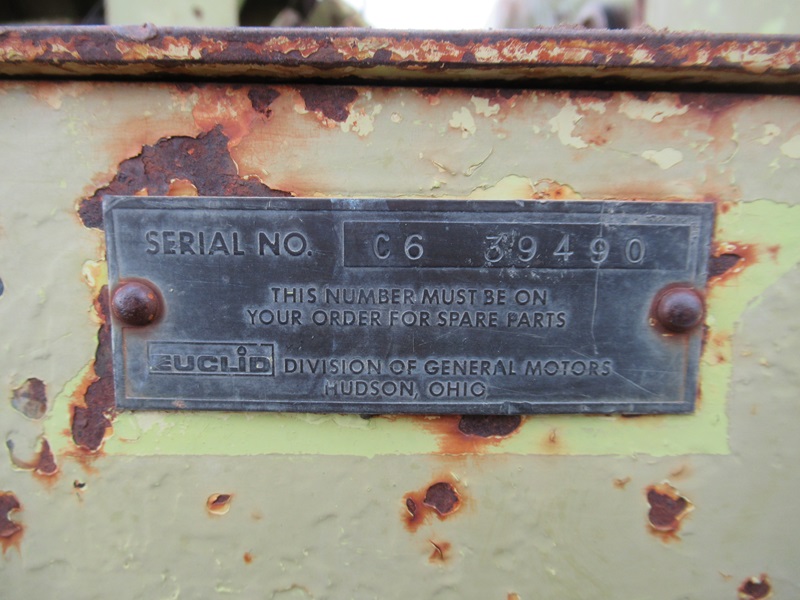 SERIAL NO. C6 39490
THIS NUMBER MUST BE ON
YOUR ORDER FOR SPARE PARTS
EUCLID DIVISION OF GENERAL MOTORS
HUDSON, OHIO